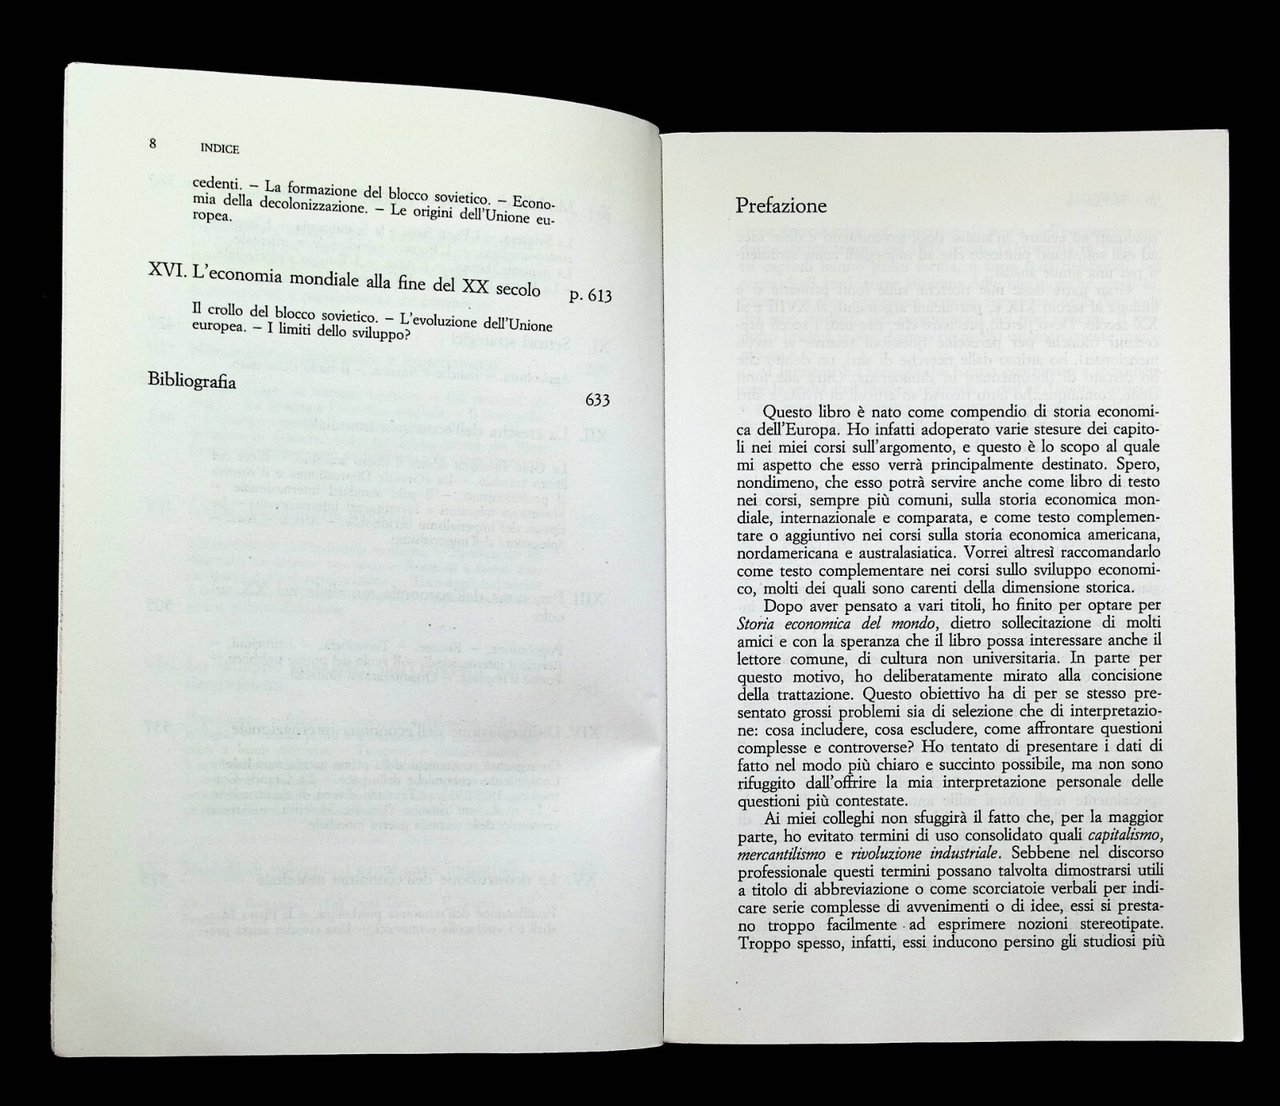 8 INDICE
cedenti. – La formazione del blocco sovietico. – Econo-
mia della decolonizzazione. – Le origini dell'Unione eu-
ropea.
XVI. L'economia mondiale alla fine del XX secolo p. 613
Il crollo del blocco sovietico. – L'evoluzione dell'Unione
europea. – I limiti dello sviluppo?
Bibliografia 633
Prefazione
Questo libro è nato come compendio di storia economi-
ca dell'Europa. Ho infatti adoperato varie stesure dei capito-
li nei miei corsi sull'argomento, e questo è lo scopo al quale
mi aspetto che esso verrà principalmente destinato. Spero,
nondimeno, che esso potrà servire anche come libro di testo
nei corsi, sempre più comuni, sulla storia economica mon-
diale, internazionale e comparata, e come testo complemen-
tare o aggiuntivo nei corsi sulla storia economica americana,
nordamericana e australasiatica. Vorrei altresì raccomandarlo
come testo complementare nei corsi sullo sviluppo economi-
co, molti dei quali sono carenti della dimensione storica.
Dopo aver pensato a vari titoli, ho finito per optare per
Storia economica del mondo, dietro sollecitazione di molti
amici e con la speranza che il libro possa interessare anche il
lettore comune, di cultura non universitaria. In parte per
questo motivo, ho deliberatamente mirato alla concisione
della trattazione. Questo obiettivo ha di per se stesso pre-
sentato grossi problemi sia di selezione che di interpretazio-
ne: cosa includere, cosa escludere, come affrontare questioni
complesse e controverse? Ho tentato di presentare i dati di
fatto nel modo più chiaro e succinto possibile, ma non sono
rifuggito dall'offrire la mia interpretazione personale delle
questioni più contestate.
Ai miei colleghi non sfuggirà il fatto che, per la maggior
parte, ho evitato termini di uso consolidato quali capitalismo,
mercantilismo e rivoluzione industriale. Sebbene nel discorso
professionale questi termini possano talvolta dimostrarsi utili
a titolo di abbreviazione o come scorciatoie verbali per indi-
care serie complesse di avvenimenti o di idee, essi si presta-
no troppo facilmente ad esprimere nozioni stereotipate.
Troppo spesso, infatti, essi inducono persino gli studiosi più